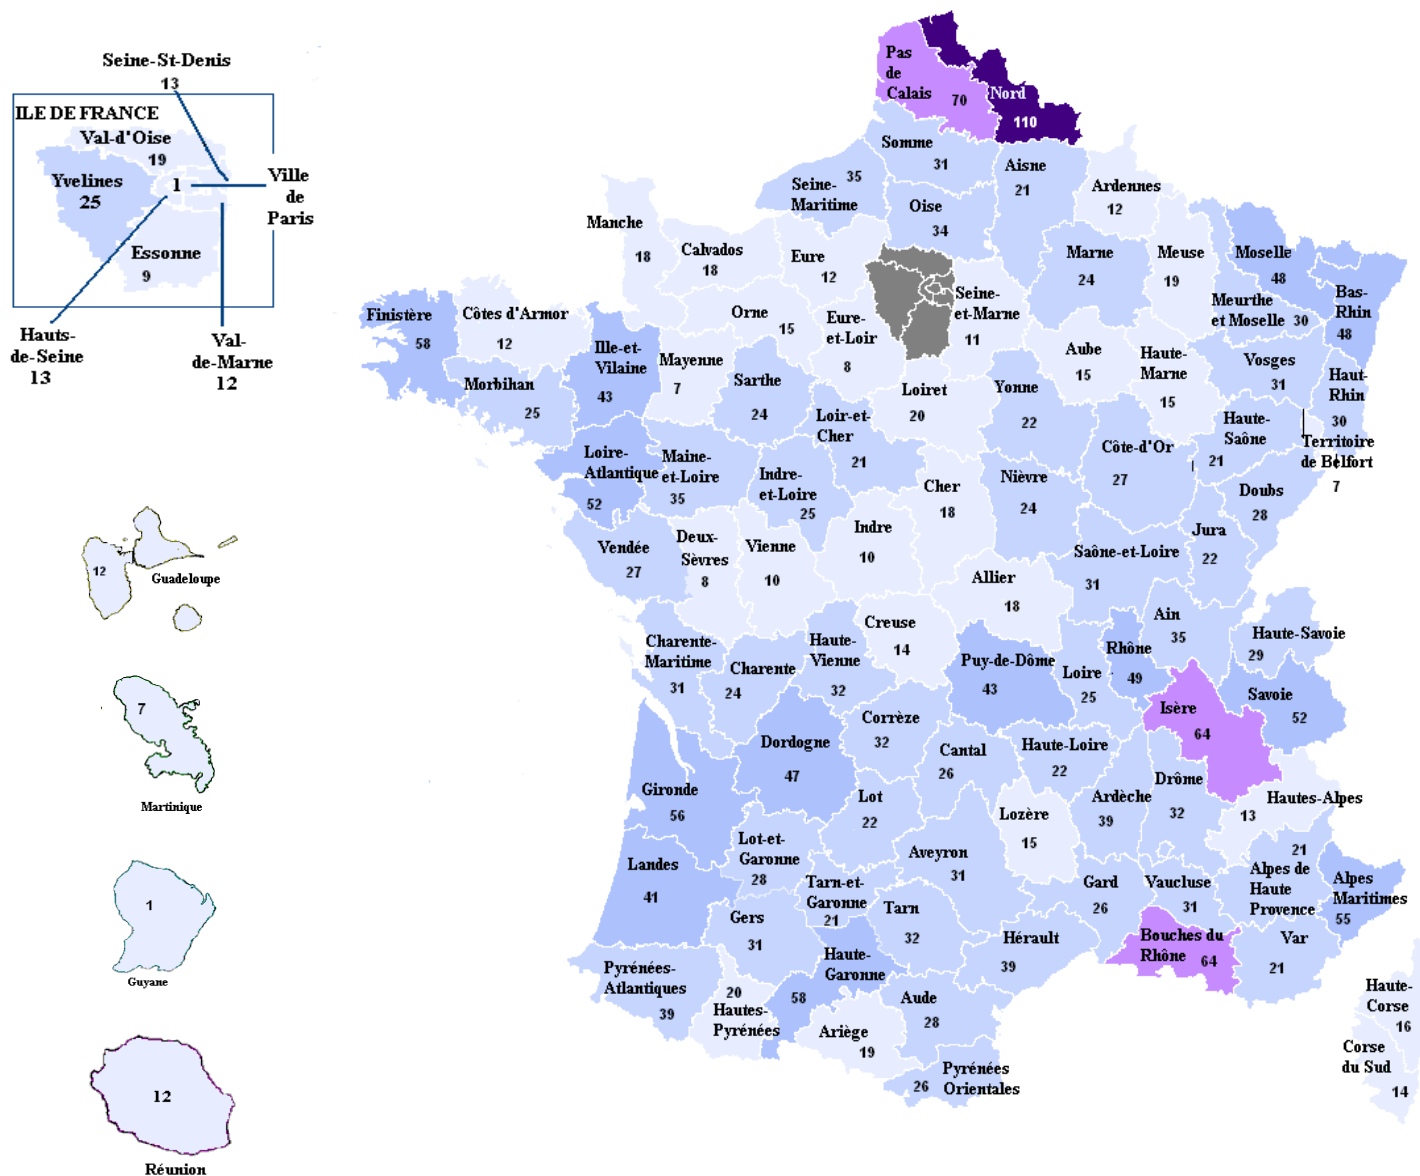 Seine-St-Denis
13
ILE DE FRANCE
Val-d'Oise
19
Yvelines
25
1
Ville
de
Paris
Essonne
9
Hauts-
de-Seine
13
Val-
de-Marne
12
12
Guadeloupe
7
Martinique
1
Guyane
12
Réunion
Pas
de
Calais
70
Nord
110
Somme
31
Aisne
21
Ardennes
12
Seine-
Maritime
35
Oise
34
Manche
18
Calvados
18
Eure
12
Marne
24
Meuse
19
Moselle
48
Meurthe
et Moselle
30
Bas-
Rhin
48
Finistère
58
Côtes d'Armor
12
Ille-et-
Vilaine
43
Morbihan
25
Mayenne
7
Orne
15
Eure-
et-Loir
8
Seine-
et-Marne
11
Aube
15
Haute-
Marne
15
Vosges
31
Haut-
Rhin
30
Sarthe
24
Loiret
20
Yonne
22
Loir-et-
Cher
21
Côte-d'Or
27
Haute-
Saône
21
Territoire
de Belfort
7
Loire-
Atlantique
52
Maine-
et-Loire
35
Indre-
et-Loire
25
Cher
18
Nièvre
24
Doubs
28
Jura
22
Vendée
27
Deux-
Sèvres
8
Vienne
10
Indre
10
Allier
18
Saône-et-Loire
31
Ain
35
Haute-Savoie
29
Charente-
Maritime
31
Charente
24
Haute-
Vienne
32
Creuse
14
Puy-de-Dôme
43
Loire
25
Rhône
49
Isère
64
Savoie
52
Dordogne
47
Corrèze
32
Cantal
26
Haute-Loire
22
Gironde
56
Lot
22
Lozère
15
Ardèche
39
Drôme
32
Hautes-Alpes
13
Landes
41
Lot-et-
Garonne
28
Tarn-et-
Garonne
21
Aveyron
31
Gard
26
Vaucluse
31
21
Alpes de
Haute
Provence
Alpes
Maritimes
55
Gers
31
Tarn
32
Hérault
39
Bouches du
Rhône
64
Var
21
Pyrénées-
Atlantiques
39
20
Hautes-
Pyrénées
Haute-
Garonne
58
Ariège
19
Aude
28
Pyrénées
Orientales
26
Haute-
Corse
16
Corse
du Sud
14